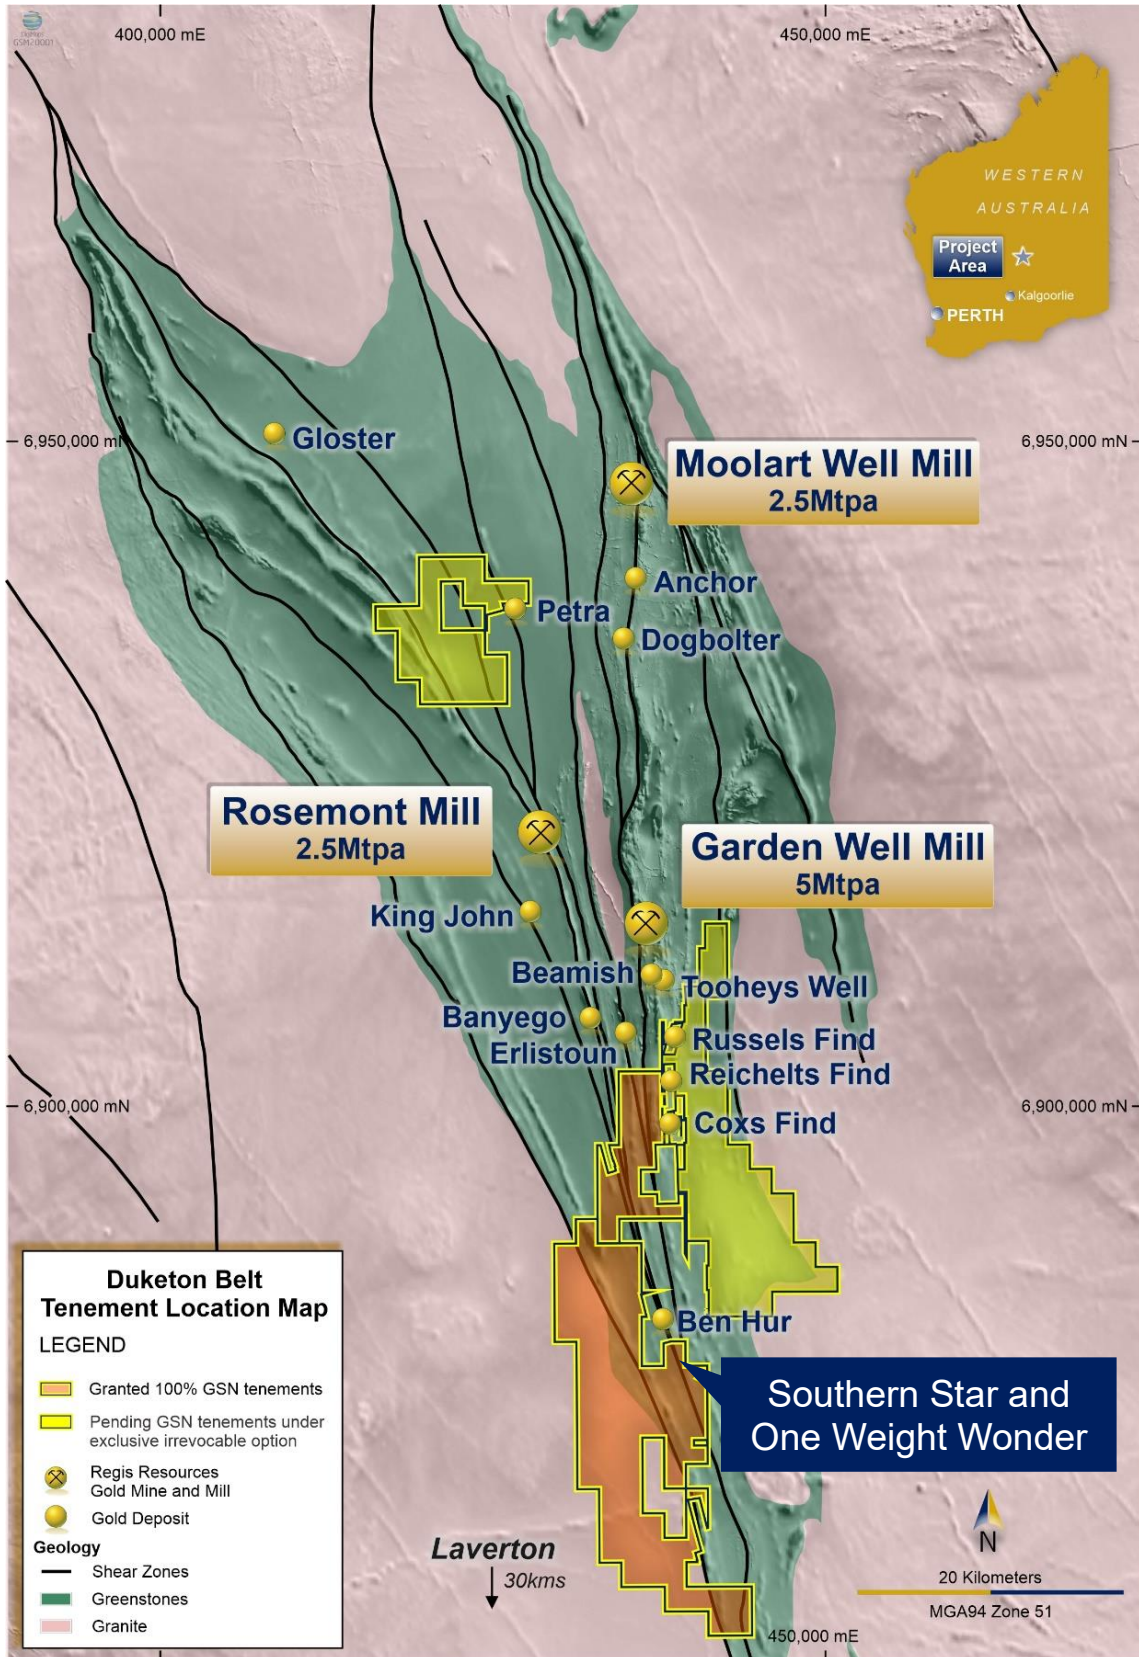 GSM20001
400,000 mE
450,000 mE
WESTERN
AUSTRALIA
Project
Area
Kalgoorlie
PERTH
6,950,000 mN
6,950,000 mN
Gloster
Moolart Well Mill
2.5Mtpa
Anchor
Petra
Dogbolter
Rosemont Mill
2.5Mtpa
Garden Well Mill
5Mtpa
King John
Beamish
Tooheys Well
Banyego
Erlistoun
Russels Find
Reichelts Find
6,900,000 mN
6,900,000 mN
Coxs Find
Ben Hur
Southern Star and
One Weight Wonder
Duketon Belt
Tenement Location Map
LEGEND
Granted 100% GSN tenements
Pending GSN tenements under
exclusive irrevocable option
Regis Resources
Gold Mine and Mill
Gold Deposit
Geology
Shear Zones
Greenstones
Granite
Laverton
30kms
N
20 Kilometers
MGA94 Zone 51
450,000 mE